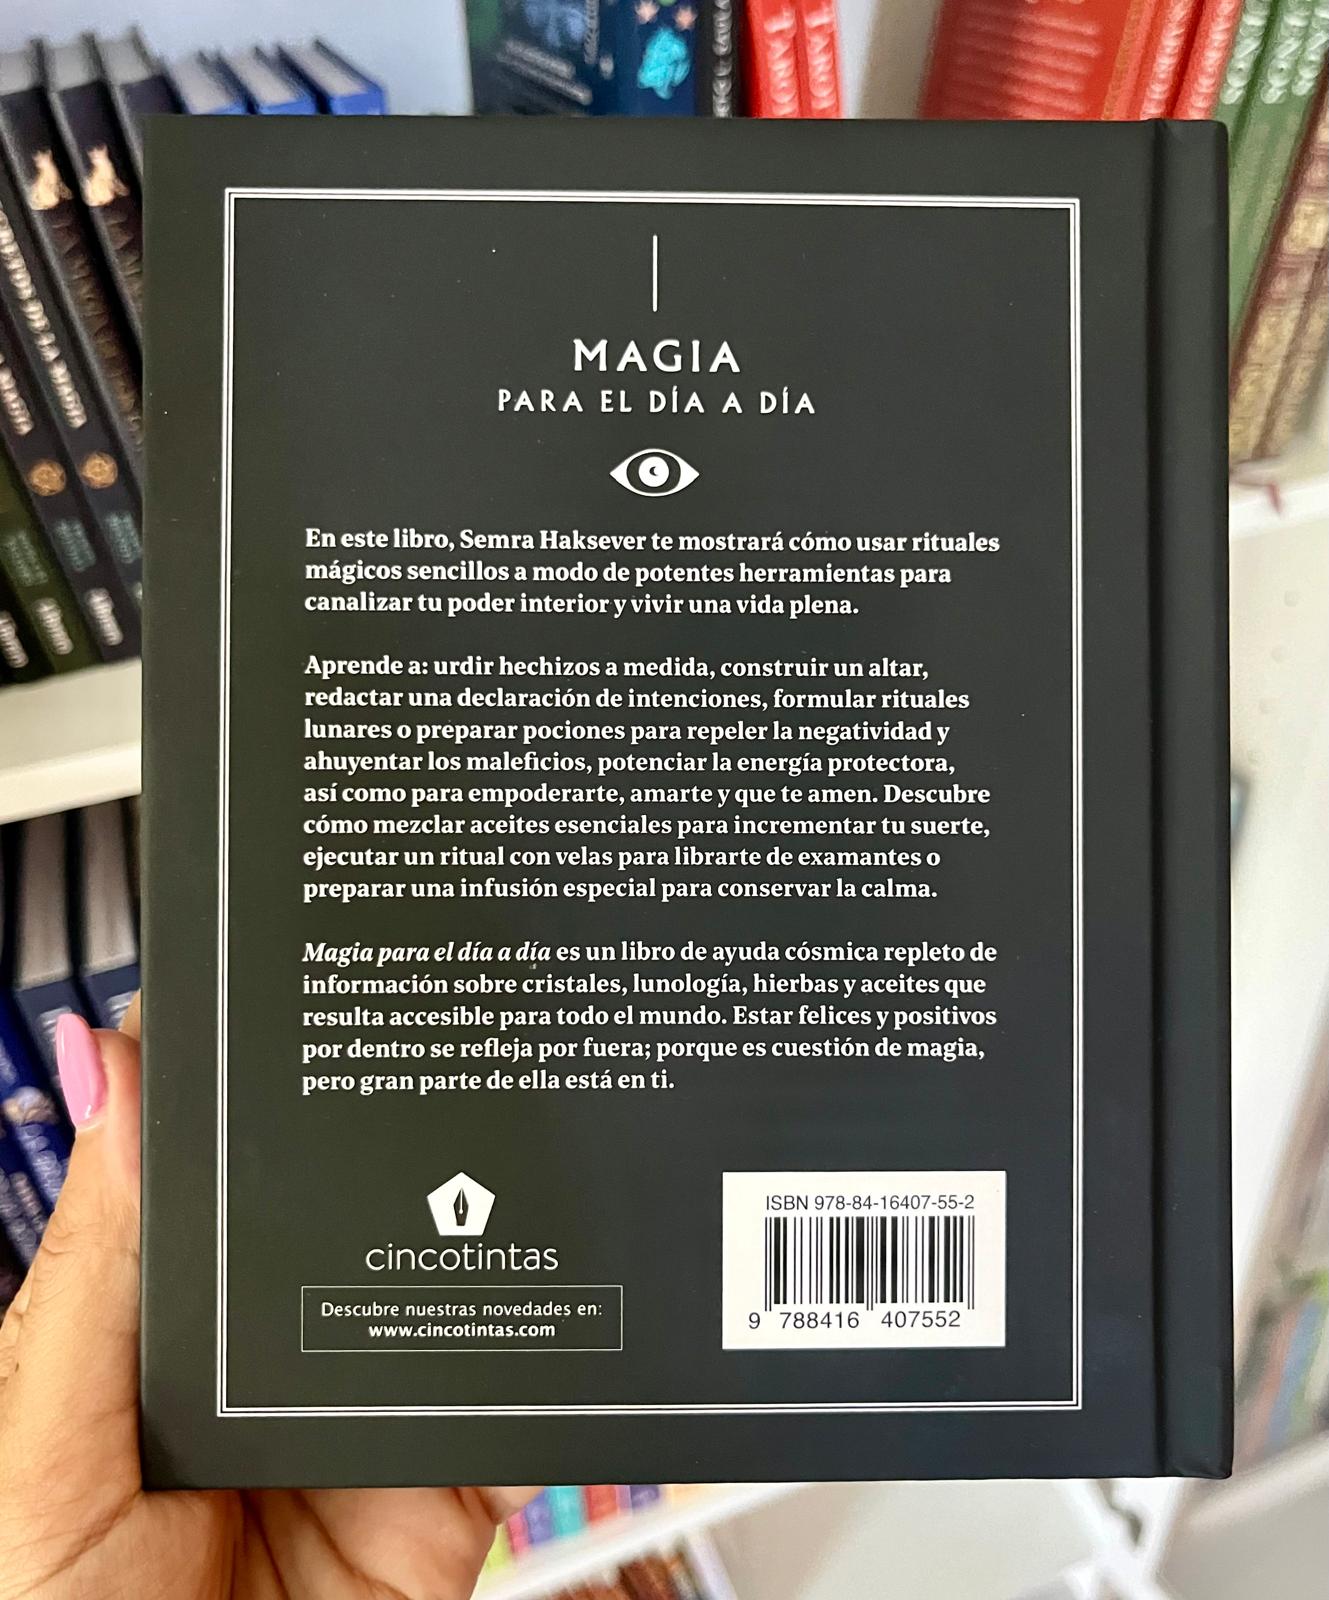 MAGIA
PARA EL DÍA A DÍA
En este libro, Semra Haksever te mostrará cómo usar rituales
mágicos sencillos a modo de potentes herramientas para
canalizar tu poder interior y vivir una vida plena.
Aprende a: urdir hechizos a medida, construir un altar,
redactar una declaración de intenciones, formular rituales
lunares o preparar pociones para repeler la negatividad y
ahuyentar los maleficios, potenciar la energía protectora,
así como para empoderarte, amarte y que te amen. Descubre
cómo mezclar aceites esenciales para incrementar tu suerte,
ejecutar un ritual con velas para librarte de examantes o
preparar una infusión especial para conservar la calma.
Magia para el día a día es un libro de ayuda cósmica repleto de
información sobre cristales, lunología, hierbas y aceites que
resulta accesible para todo el mundo. Estar felices y positivos
por dentro se refleja por fuera; porque es cuestión de magia,
pero gran parte de ella está en ti.
cincotintas
Descubre nuestras novedades en:
www.cincotintas.com
ISBN 978-84-16407-55-2
9 788416 407552